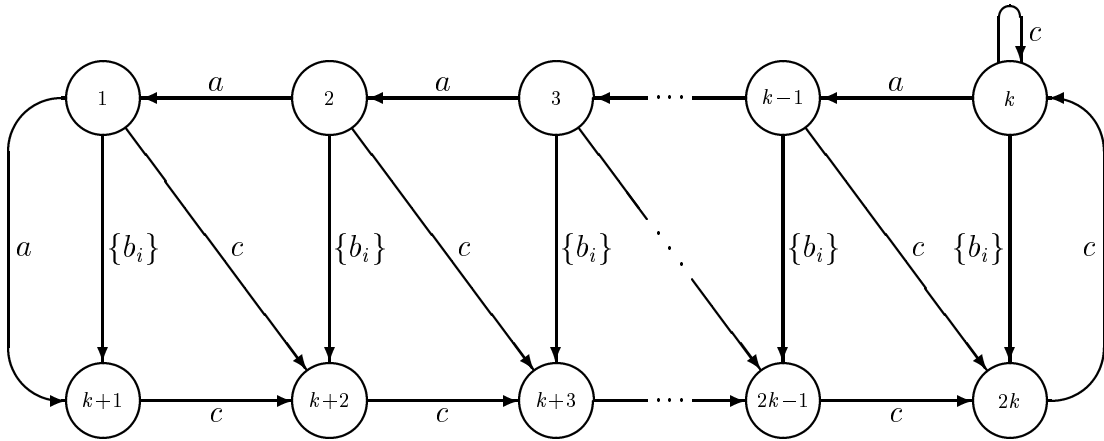 c
a a a
1 2 3 ··· k−1 k
a {b_i} c {b_i} c {b_i} ··· {b_i} c {b_i} c
k+1 k+2 k+3 ··· 2k−1 2k
c c c